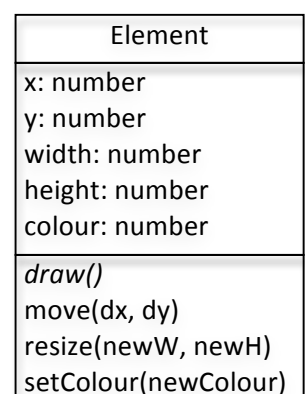 Element
x: number
y: number
width: number
height: number
colour: number
draw()
move(dx, dy)
resize(newW, newH)
setColour(newColour)